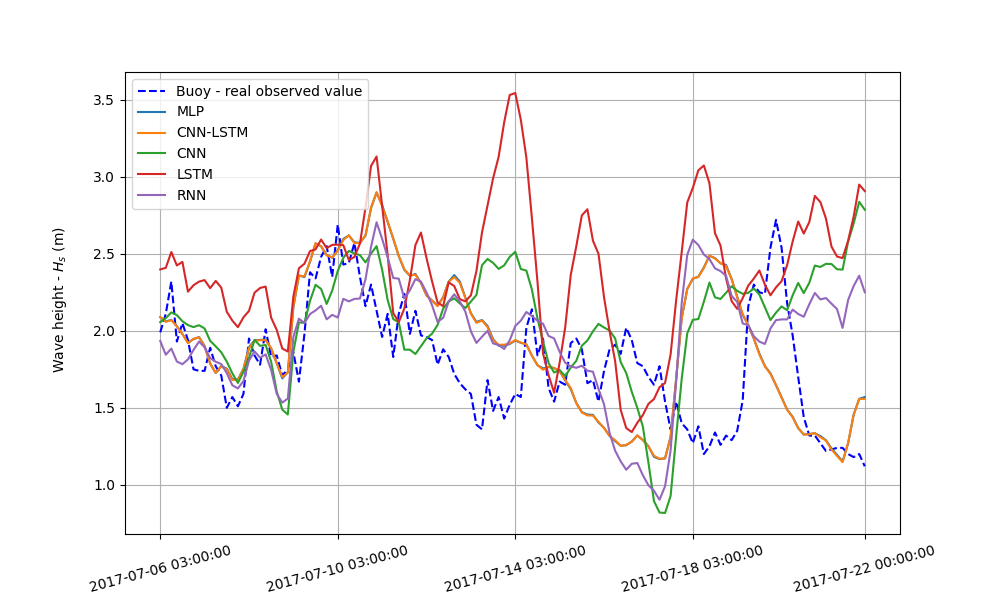 Buoy - real observed value
MLP
CNN-LSTM
CNN
LSTM
RNN
Wave height - Hₛ (m)
3.5
3.0
2.5
2.0
1.5
1.0
2017-07-06 03:00:00
2017-07-10 03:00:00
2017-07-14 03:00:00
2017-07-18 03:00:00
2017-07-22 00:00:00